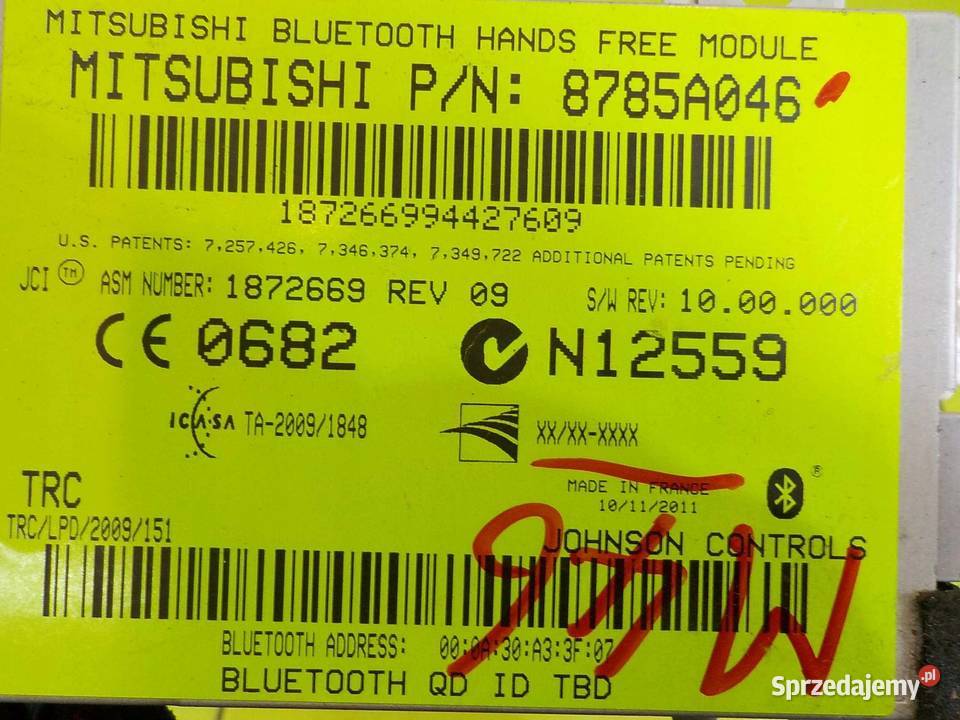 MITSUBISHI BLUETOOTH HANDS FREE MODULE
MITSUBISHI P/N: 8785A046
187266994427609
U.S. PATENTS: 7,257,426, 7,346,374, 7,349,722 ADDITIONAL PATENTS PENDING
JCI TM ASM NUMBER: 1872669 REV 09 S/W REV: 10.00.000
CE 0682 N12559
ICASA TA-2009/1848 XX/XX-XXXX
TRC
TRC/LPD/2009/151
MADE IN FRANCE
10/11/2011
JOHNSON CONTROLS
BLUETOOTH ADDRESS: 00:0A:30:A3:3F:07
BLUETOOTH QD ID TBD
Sprzedajemy.pl